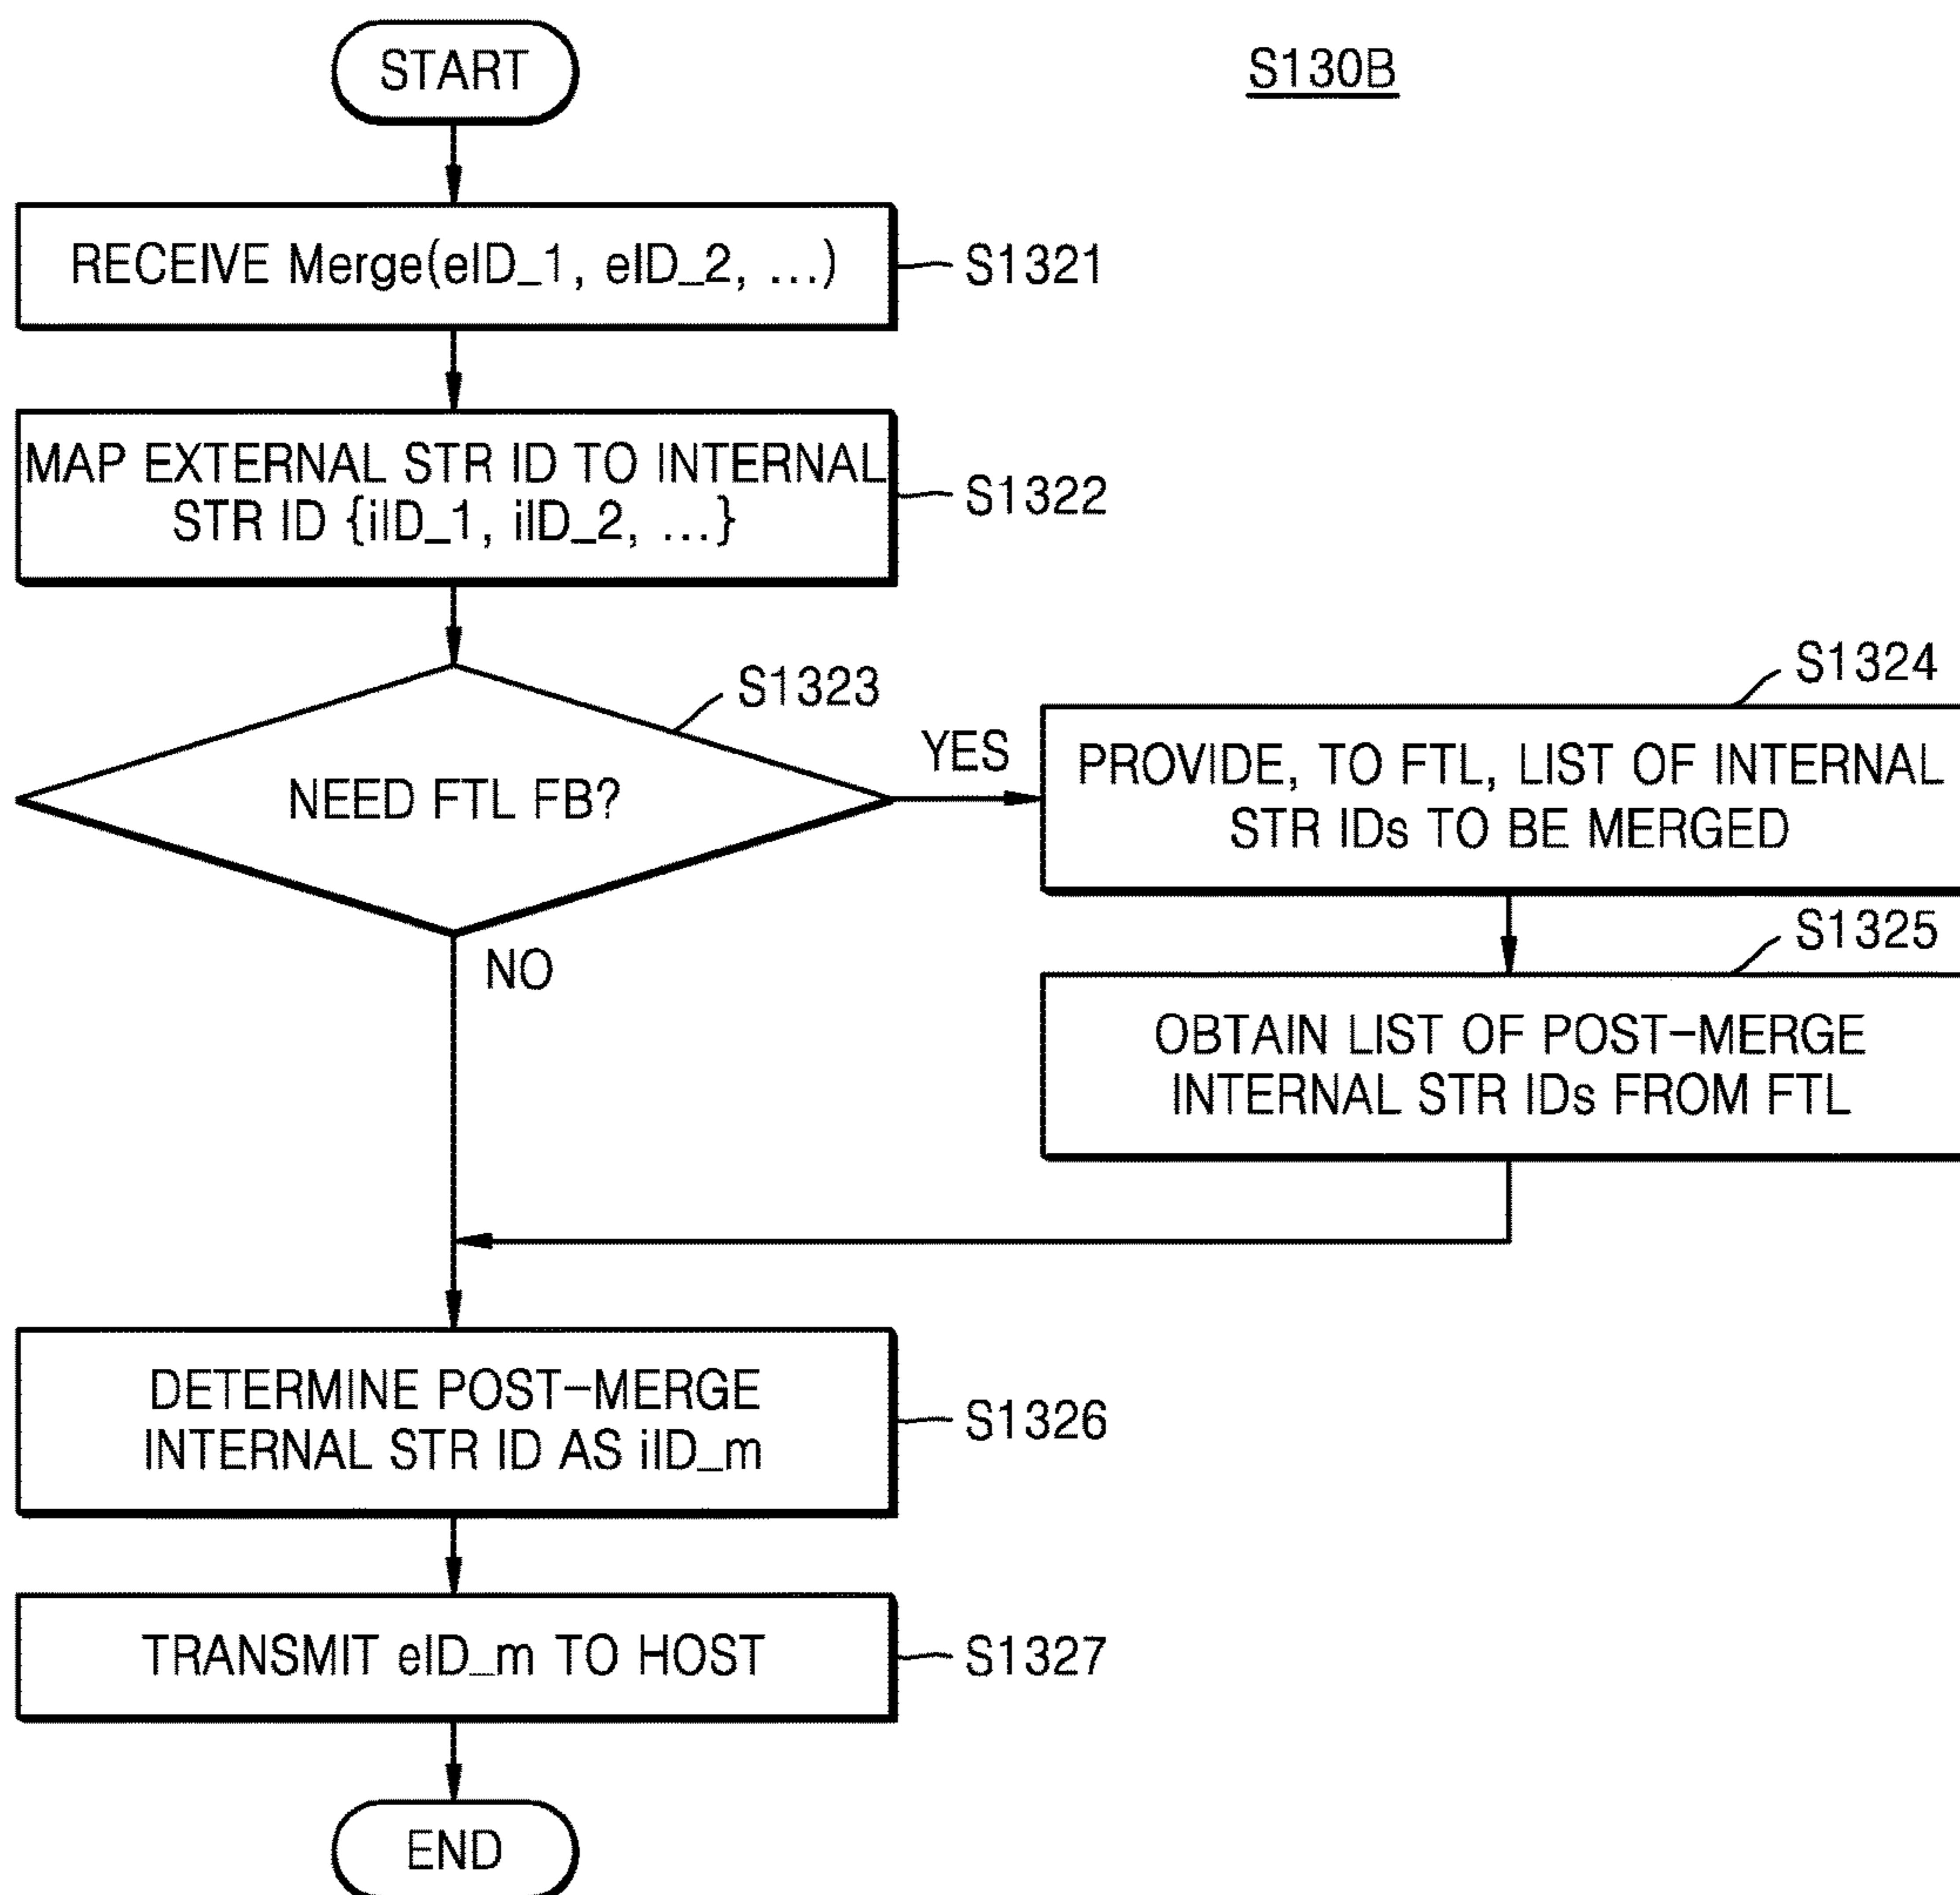 START
S130B
RECEIVE Merge(eID_1, eID_2, ...)
S1321
MAP EXTERNAL STR ID TO INTERNAL
STR ID {iID_1, iID_2, ...}
S1322
S1323
NEED FTL FB?
YES
NO
S1324
PROVIDE, TO FTL, LIST OF INTERNAL
STR IDs TO BE MERGED
S1325
OBTAIN LIST OF POST-MERGE
INTERNAL STR IDs FROM FTL
DETERMINE POST-MERGE
INTERNAL STR ID AS iID_m
S1326
TRANSMIT eID_m TO HOST
S1327
END